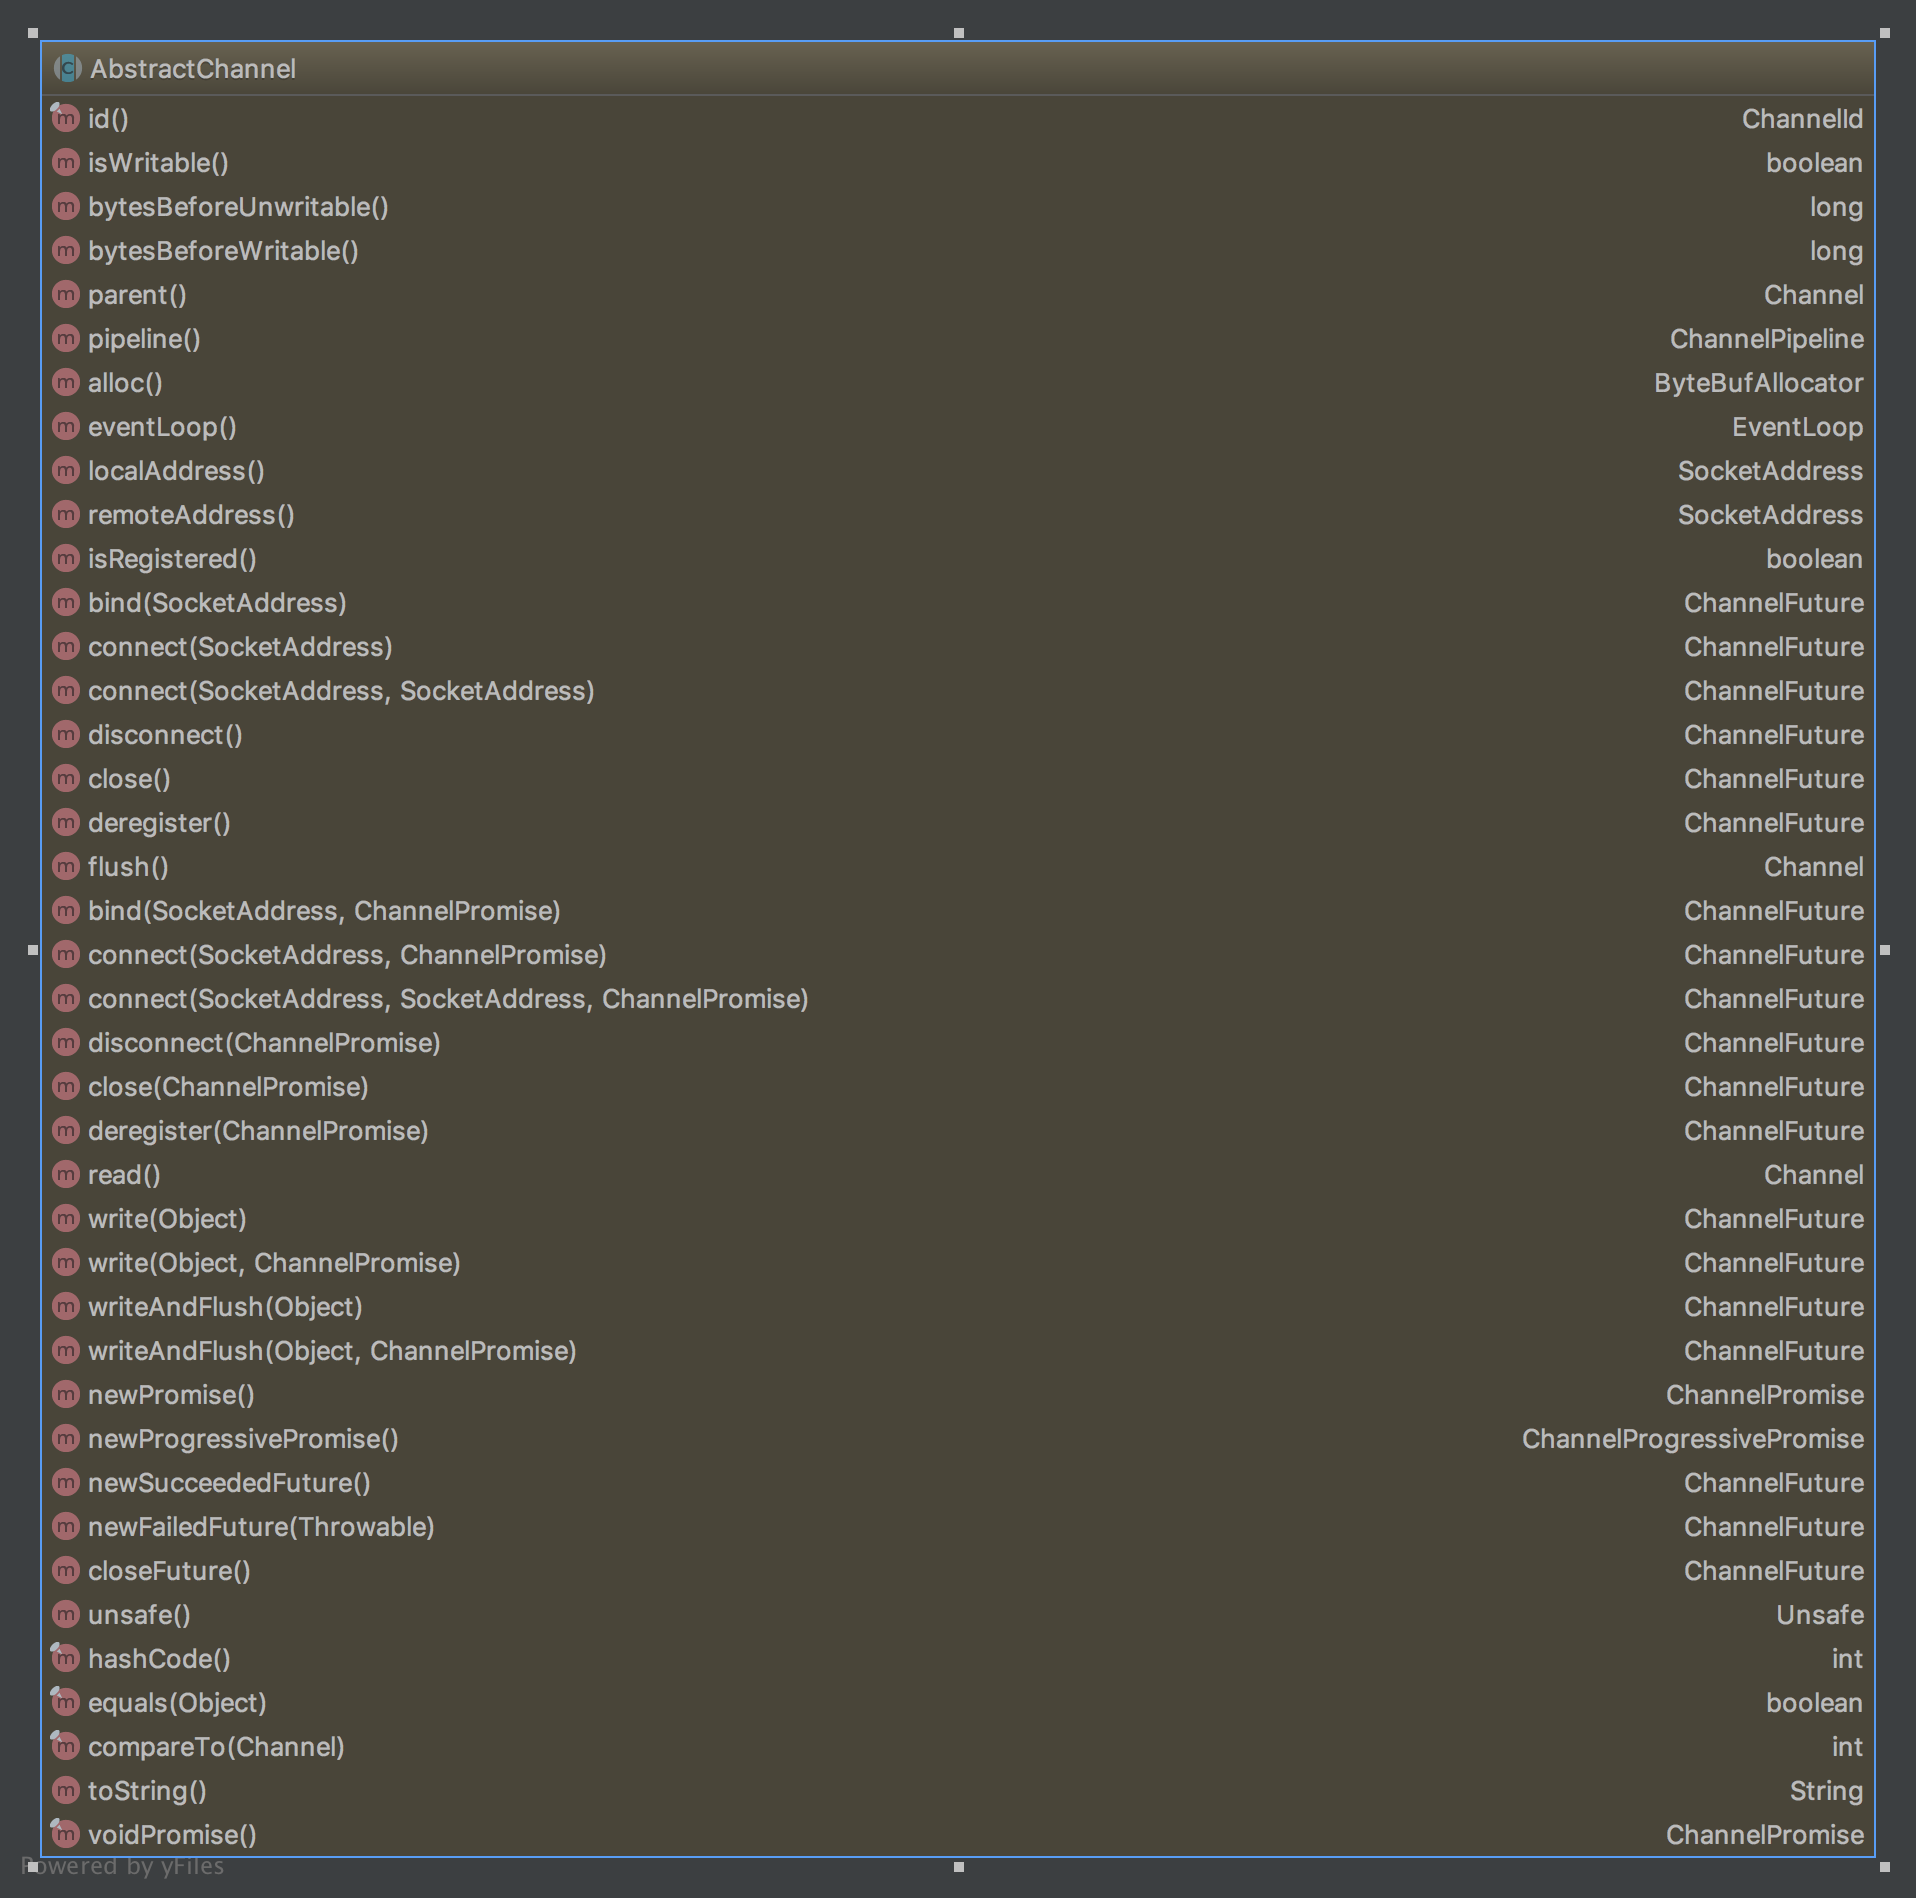 AbstractChannel
id() ChannelId
isWritable() boolean
bytesBeforeUnwritable() long
bytesBeforeWritable() long
parent() Channel
pipeline() ChannelPipeline
alloc() ByteBufAllocator
eventLoop() EventLoop
localAddress() SocketAddress
remoteAddress() SocketAddress
isRegistered() boolean
bind(SocketAddress) ChannelFuture
connect(SocketAddress) ChannelFuture
connect(SocketAddress, SocketAddress) ChannelFuture
disconnect() ChannelFuture
close() ChannelFuture
deregister() ChannelFuture
flush() Channel
bind(SocketAddress, ChannelPromise) ChannelFuture
connect(SocketAddress, ChannelPromise) ChannelFuture
connect(SocketAddress, SocketAddress, ChannelPromise) ChannelFuture
disconnect(ChannelPromise) ChannelFuture
close(ChannelPromise) ChannelFuture
deregister(ChannelPromise) ChannelFuture
read() Channel
write(Object) ChannelFuture
write(Object, ChannelPromise) ChannelFuture
writeAndFlush(Object) ChannelFuture
writeAndFlush(Object, ChannelPromise) ChannelFuture
newPromise() ChannelPromise
newProgressivePromise() ChannelProgressivePromise
newSucceededFuture() ChannelFuture
newFailedFuture(Throwable) ChannelFuture
closeFuture() ChannelFuture
unsafe() Unsafe
hashCode() int
equals(Object) boolean
compareTo(Channel) int
toString() String
voidPromise() ChannelPromise
Powered by yFiles